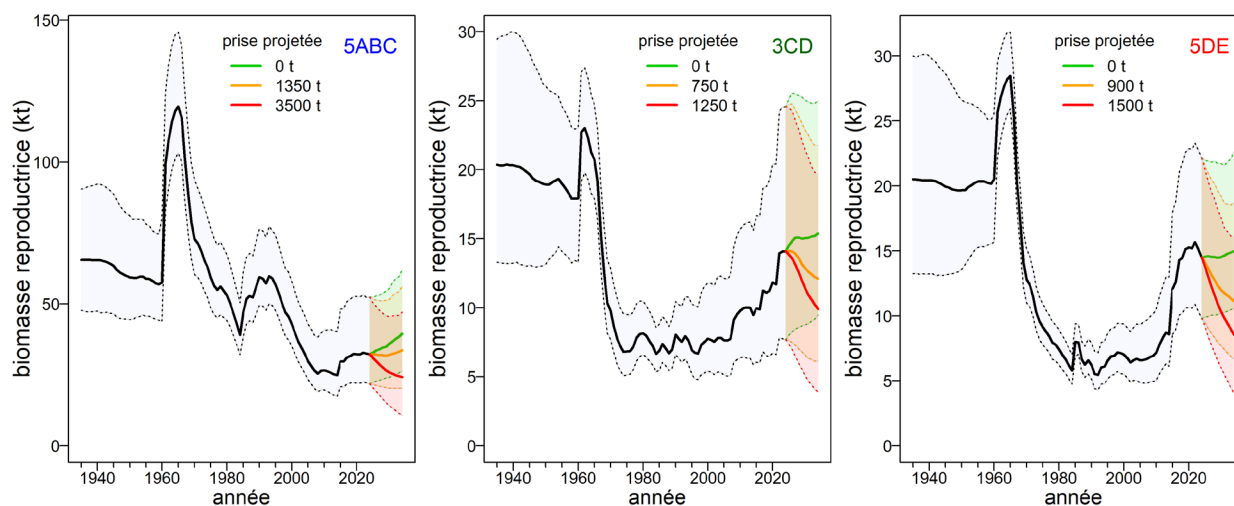 biomasse reproductrice (kt)
150
100
50
0
prise projetée
5ABC
0 t
1350 t
3500 t
1940 1960 1980 2000 2020
année
biomasse reproductrice (kt)
30
25
20
15
10
5
0
prise projetée
3CD
0 t
750 t
1250 t
1940 1960 1980 2000 2020
année
biomasse reproductrice (kt)
30
25
20
15
10
5
0
prise projetée
5DE
0 t
900 t
1500 t
1940 1960 1980 2000 2020
année